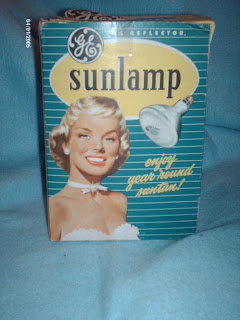 GE
REFLECTOR
sunlamp
enjoy
year-'round
suntan!